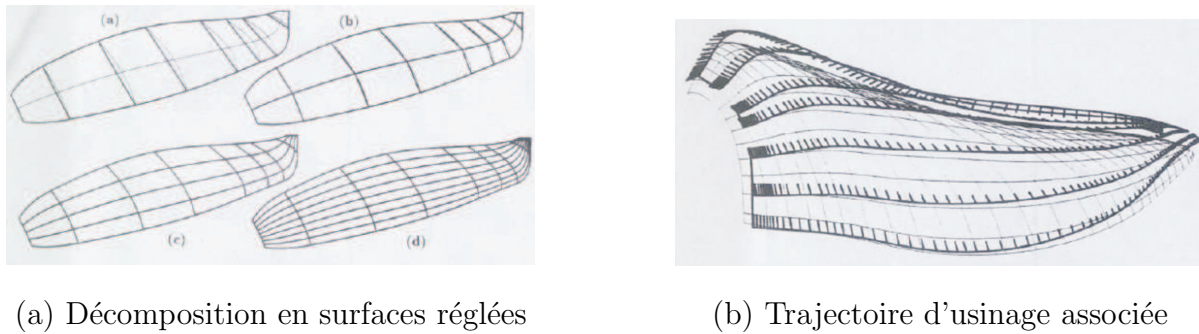 (a)
(b)
(c)
(d)
(a) Décomposition en surfaces réglées
(b) Trajectoire d'usinage associée